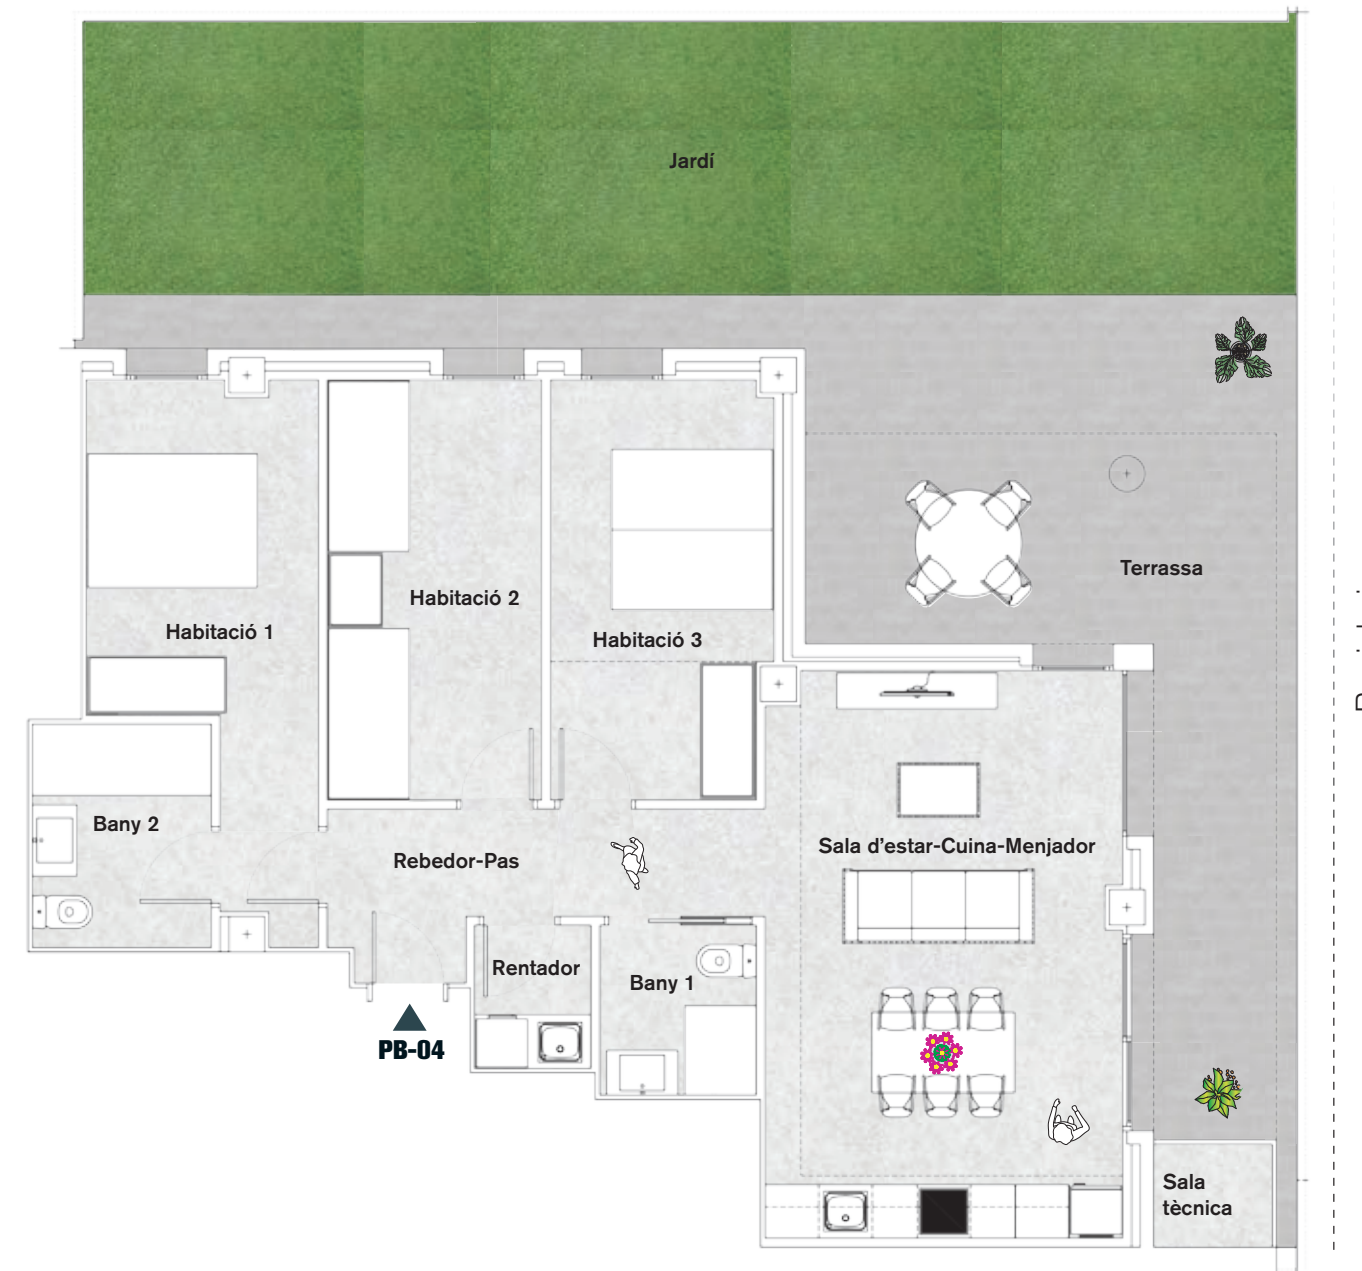 Jardí
Terrassa
Habitació 1
Habitació 2
Habitació 3
Bany 2
Rebedor-Pas
Sala d'estar-Cuina-Menjador
Rentador
Bany 1
PB-04
Sala
tècnica